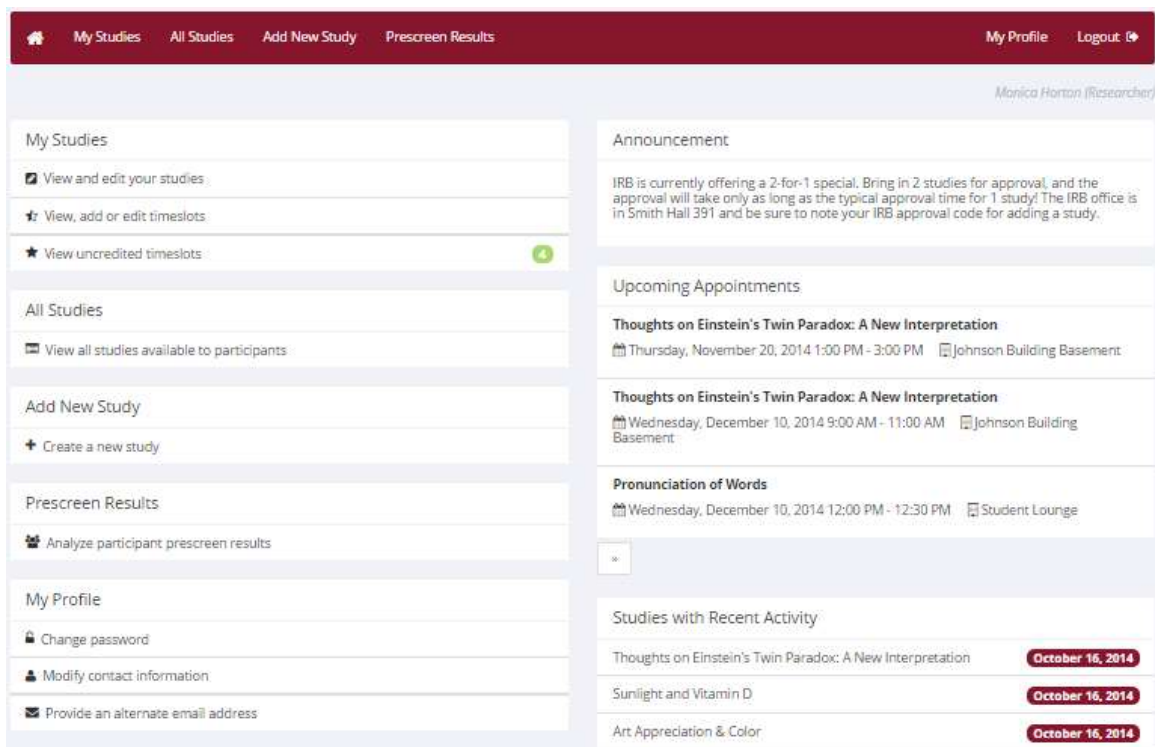 My Studies All Studies Add New Study Prescreen Results My Profile Logout
Monica Horton (Researcher)
My Studies
View and edit your studies
View, add or edit timeslots
View uncredited timeslots 4
All Studies
View all studies available to participants
Add New Study
Create a new study
Prescreen Results
Analyze participant prescreen results
My Profile
Change password
Modify contact information
Provide an alternate email address
Announcement
IRB is currently offering a 2-for-1 special. Bring in 2 studies for approval, and the
approval will take only as long as the typical approval time for 1 study! The IRB office is
in Smith Hall 391 and be sure to note your IRB approval code for adding a study.
Upcoming Appointments
Thoughts on Einstein's Twin Paradox: A New Interpretation
Thursday, November 20, 2014 1:00 PM - 3:00 PM Johnson Building Basement
Thoughts on Einstein's Twin Paradox: A New Interpretation
Wednesday, December 10, 2014 9:00 AM - 11:00 AM Johnson Building
Basement
Pronunciation of Words
Wednesday, December 10, 2014 12:00 PM - 12:30 PM Student Lounge
»
Studies with Recent Activity
Thoughts on Einstein's Twin Paradox: A New Interpretation October 16, 2014
Sunlight and Vitamin D October 16, 2014
Art Appreciation & Color October 16, 2014